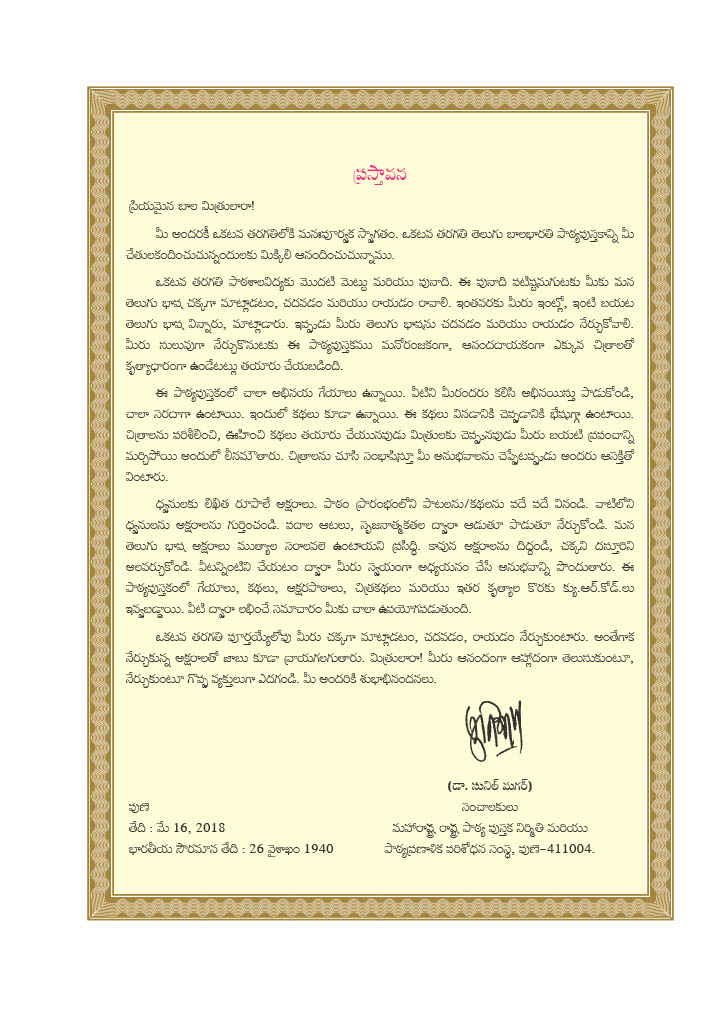 ప్రస్తావన
ప్రియమైన బాల మిత్రులారా!
మీ అందరకీ ఒకటవ తరగతిలోకి మనఃపూర్వక స్వాగతం. ఒకటవ తరగతి తెలుగు బాలభారతి పాఠ్యపుస్తకాన్ని మీ
చేతులకందించుచున్నందులకు మిక్కిలి ఆనందించుచున్నాము.
ఒకటవ తరగతి పాఠశాలవిద్యకు మొదటి మెట్టు మరియు పునాది. ఈ పునాది పటిష్టమగుటకు మీకు మన
తెలుగు భాష చక్కగా మాట్లాడటం, చదవడం మరియు రాయడం రావాలి. ఇంతవరకు మీరు ఇంట్లో, ఇంటి బయట
తెలుగు భాష విన్నారు, మాట్లాడారు. ఇప్పుడు మీరు తెలుగు భాషను చదవడం మరియు రాయడం నేర్చుకోవాలి.
మీరు సులువుగా నేర్చుకొనుటకు ఈ పాఠ్యపుస్తకము మనోరంజకంగా, ఆనందదాయకంగా ఎక్కువ చిత్రాలతో
కృత్యాధారంగా ఉండేటట్లు తయారు చేయబడింది.
ఈ పాఠ్యపుస్తకంలో చాలా అభినయ గేయాలు ఉన్నాయి. వీటిని మీరందరు కలిసి అభినయిస్తు పాడుకోండి,
చాలా సరదాగా ఉంటాయి. ఇందులో కథలు కూడా ఉన్నాయి. ఈ కథలు వినడానికి చెప్పడానికి భేషుగ్గా ఉంటాయి.
చిత్రాలను పరిశీలించి, ఊహించి కథలు తయారు చేయునపుడు మిత్రులకు చెప్పునపుడు మీరు బయటి ప్రపంచాన్ని
మర్చిపోయి అందులో లీనమౌతారు. చిత్రాలను చూసి సంభాషిస్తూ మీ అనుభవాలను చెప్పేటప్పుడు అందరు ఆసక్తితో
వింటారు.
ధ్వనులకు లిఖిత రూపాలే అక్షరాలు. పాఠం ప్రారంభంలోని పాటలను/కథలను పదే పదే వినండి. వాటిలోని
ధ్వనులను అక్షరాలను గుర్తించండి. పదాల ఆటలు, సృజనాత్మకతల ద్వారా ఆడుతూ పాడుతూ నేర్చుకోండి. మన
తెలుగు భాష అక్షరాలు ముత్యాల సరాలవలె ఉంటాయని ప్రసిద్ధి. కావున అక్షరాలను దిద్దండి, చక్కని దస్తూరిని
అలవర్చుకోండి. వీటన్నింటిని చేయటం ద్వారా మీరు స్వయంగా అధ్యయనం చేసే అనుభవాన్ని పొందుతారు. ఈ
పాఠ్యపుస్తకంలో గేయాలు, కథలు, అక్షరపాఠాలు, చిత్రకథలు మరియు ఇతర కృత్యాల కొరకు క్యు.ఆర్.కోడ్.లు
ఇవ్వబడ్డాయి. వీటి ద్వారా లభించే సమాచారం మీకు చాలా ఉపయోగపడుతుంది.
ఒకటవ తరగతి పూర్తయ్యేలోపు మీరు చక్కగా మాట్లాడటం, చదవడం, రాయడం నేర్చుకుంటారు. అంతేగాక
నేర్చుకున్న అక్షరాలతో జాబు కూడా వ్రాయగలగుతారు. మిత్రులారా! మీరు ఆనందంగా ఆహ్లాదంగా తెలుసుకుంటూ,
నేర్చుకుంటూ గొప్ప వ్యక్తులుగా ఎదగండి. మీ అందరికి శుభాభినందనలు.
(డా. సునిల్ మగర్)
పుణె సంచాలకులు
తేది : మే 16, 2018 మహారాష్ట్ర రాష్ట్ర పాఠ్య పుస్తక నిర్మితి మరియు
భారతీయ సౌరమాన తేది : 26 వైశాఖం 1940 పాఠ్యప్రణాళిక పరిశోధన సంస్థ, పుణె–411004.